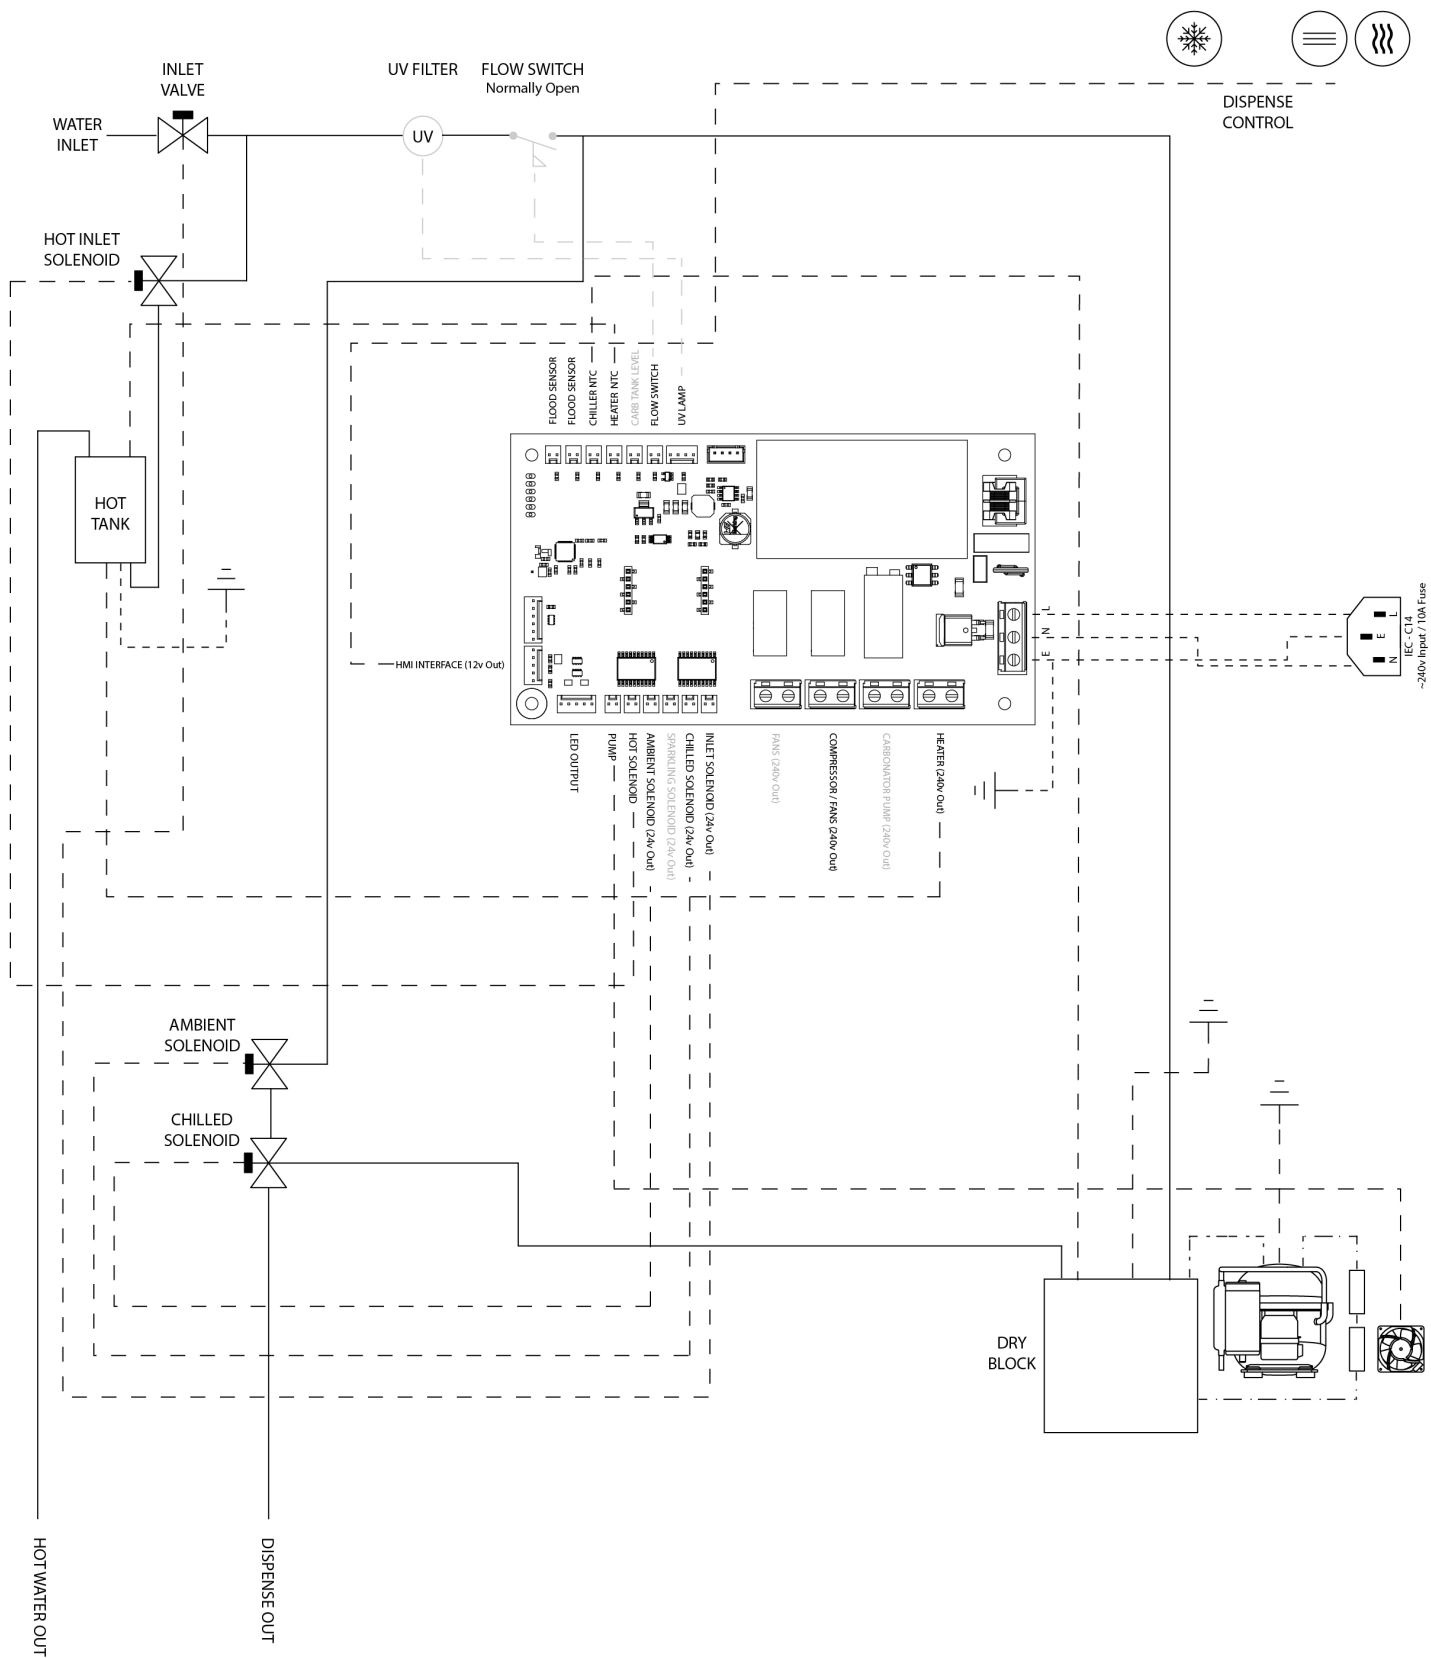 INLET
VALVE
UV FILTER
FLOW SWITCH
Normally Open
DISPENSE
CONTROL
WATER
INLET
UV
HOT INLET
SOLENOID
FLOOD SENSOR
FLOOD SENSOR
CHILLER NTC
HEATER NTC
CARB TANK LEVEL
FLOW SWITCH
UV LAMP
HOT
TANK
HMI INTERFACE (12v Out)
L
N
E
L
E
N
IEC - C14
~240v Input / 10A Fuse
LED OUTPUT
PUMP
HOT SOLENOID
AMBIENT SOLENOID (24v Out)
SPARKLING SOLENOID (24v Out)
CHILLED SOLENOID (24v Out)
INLET SOLENOID (24v Out)
FANS (240v Out)
COMPRESSOR / FANS (240v Out)
CARBONATOR PUMP (240v Out)
HEATER (240v Out)
AMBIENT
SOLENOID
CHILLED
SOLENOID
DRY
BLOCK
HOT WATER OUT
DISPENSE OUT